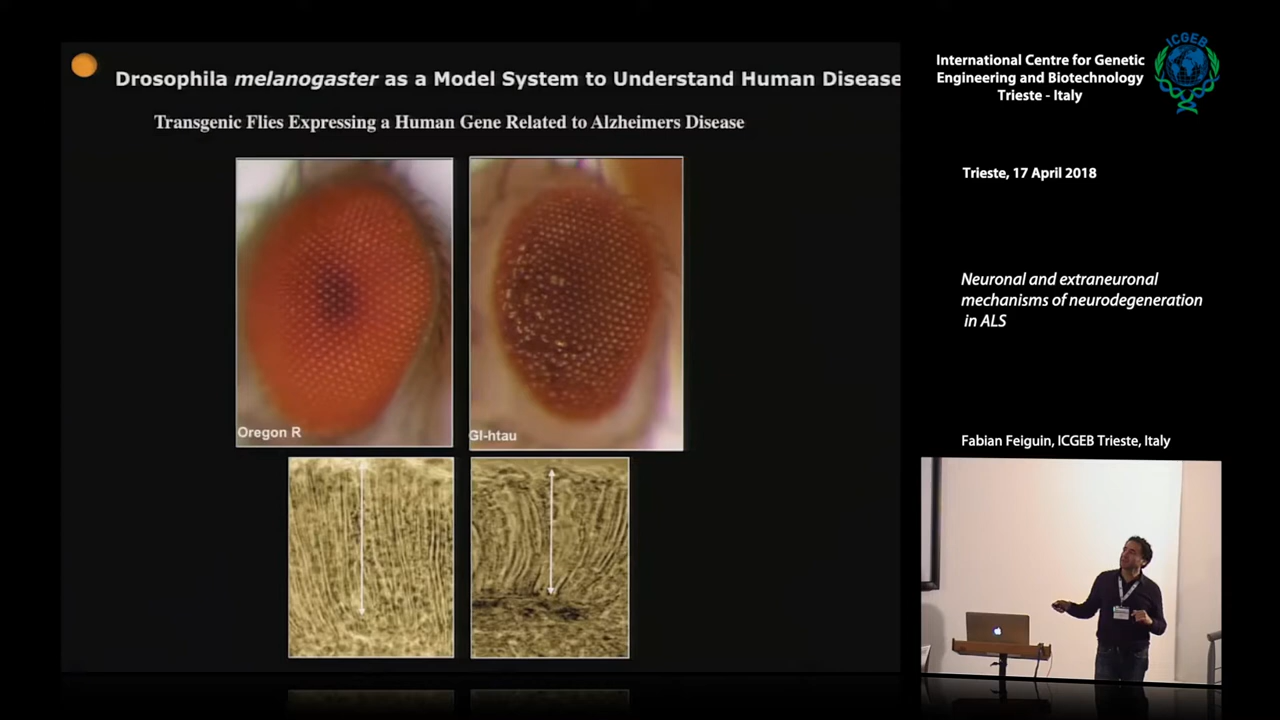 Drosophila melanogaster as a Model System to Understand Human Disease
Transgenic Flies Expressing a Human Gene Related to Alzheimers Disease
Oregon R
Gl-htau
International Centre for Genetic
Engineering and Biotechnology
Trieste - Italy
ICGEB
Trieste, 17 April 2018
Neuronal and extraneuronal
mechanisms of neurodegeneration
in ALS
Fabian Feiguin, ICGEB Trieste, Italy